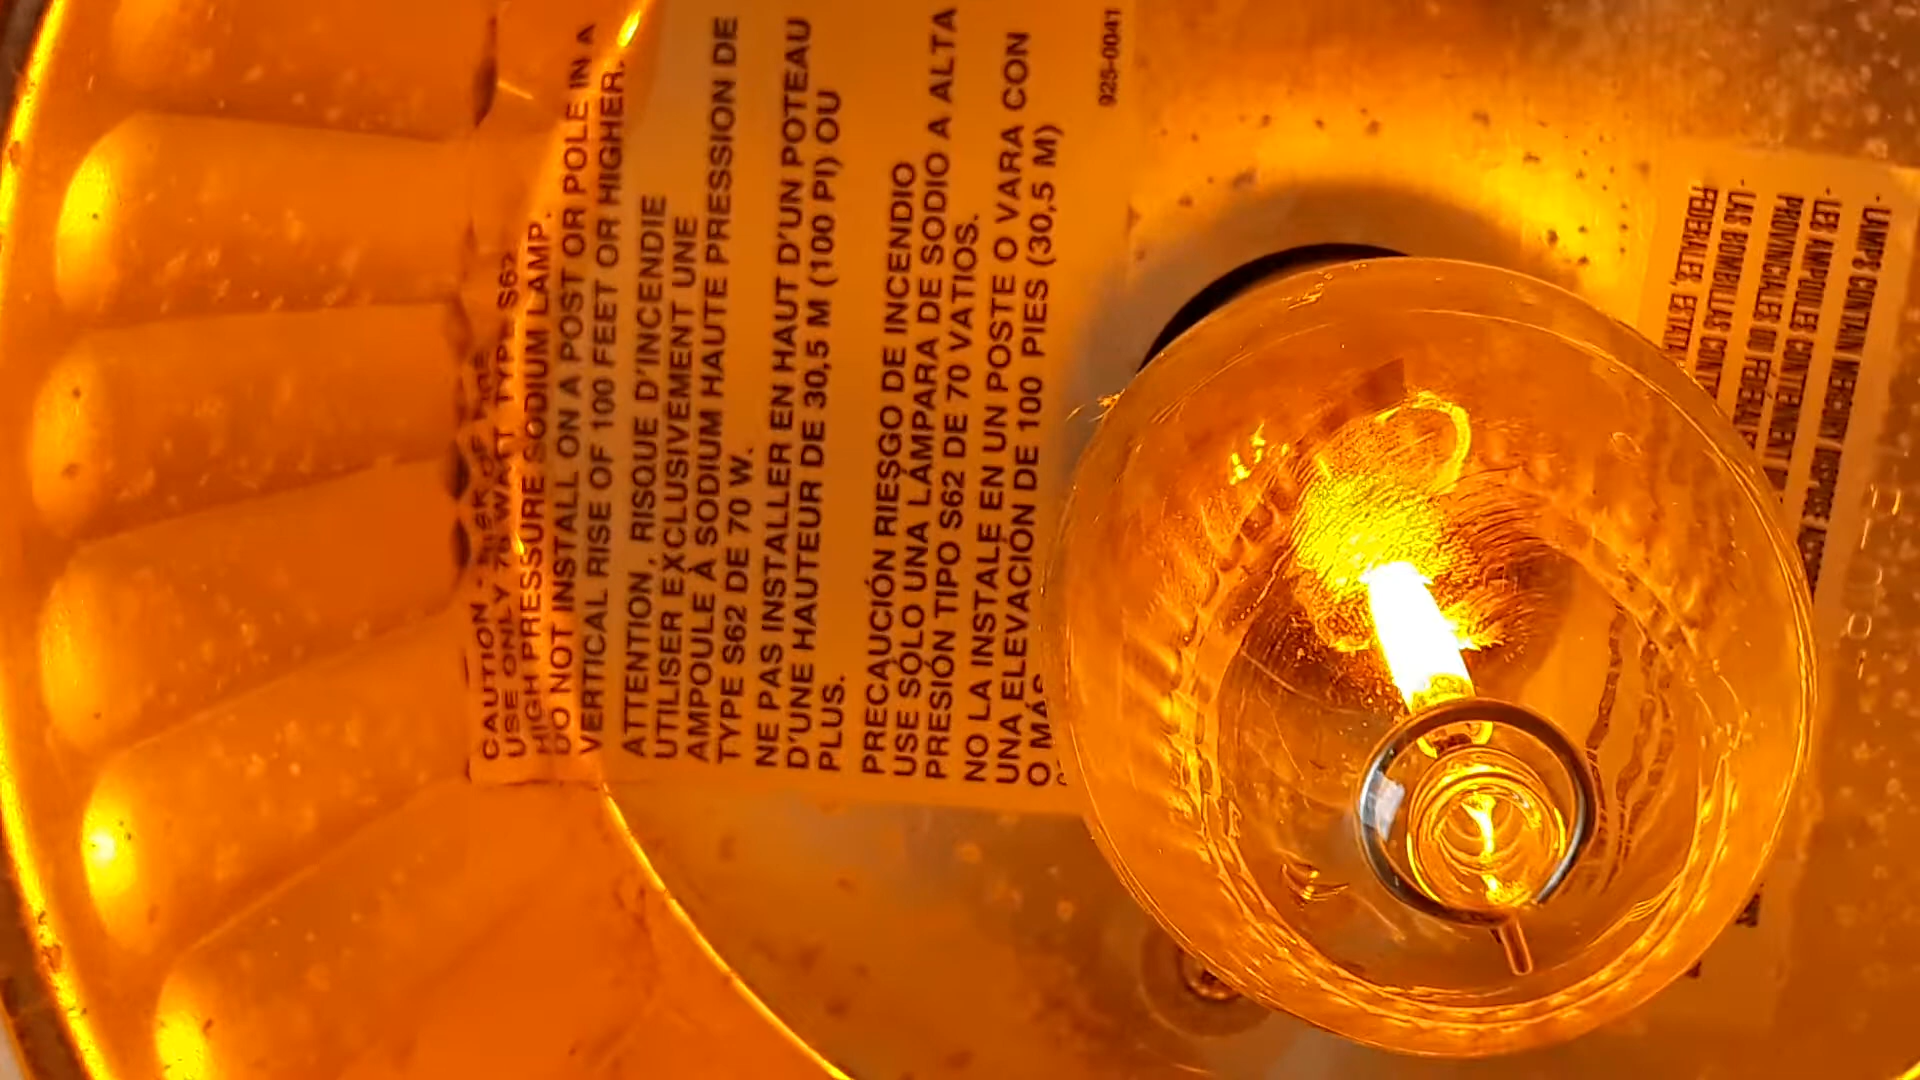 CAUTION RISK OF FIRE
USE ONLY 70 WATT TYPE S62
HIGH PRESSURE SODIUM LAMP.
DO NOT INSTALL ON A POST OR POLE IN A
VERTICAL RISE OF 100 FEET OR HIGHER.
ATTENTION, RISQUE D'INCENDIE
UTILISER EXCLUSIVEMENT UNE
AMPOULE À SODIUM HAUTE PRESSION DE
TYPE S62 DE 70 W.
NE PAS INSTALLER EN HAUT D'UN POTEAU
D'UNE HAUTEUR DE 30,5 M (100 PI) OU
PLUS.
PRECAUCIÓN RIESGO DE INCENDIO
USE SÓLO UNA LÁMPARA DE SODIO A ALTA
PRESIÓN TIPO S62 DE 70 VATIOS.
NO LA INSTALE EN UN POSTE O VARA CON
UNA ELEVACIÓN DE 100 PIES (30,5 M)
O MÁS
925-0041
· LAMPS CONTAIN MERCURY DISPOSE
· LES AMPOULES CONTIENNENT
PROVINCIALES OU FÉDÉRALES
· LAS BOMBILLAS
FEDERALES,